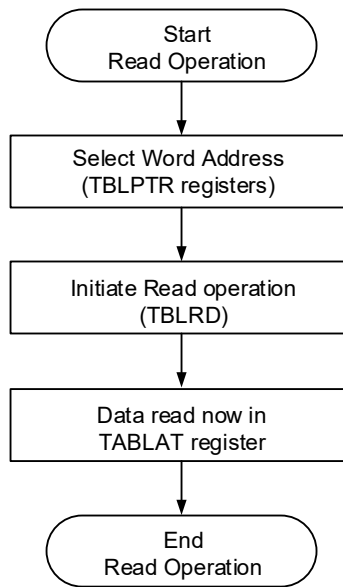 Start
Read Operation
Select Word Address
(TBLPTR registers)
Initiate Read operation
(TBLRD)
Data read now in
TABLAT register
End
Read Operation